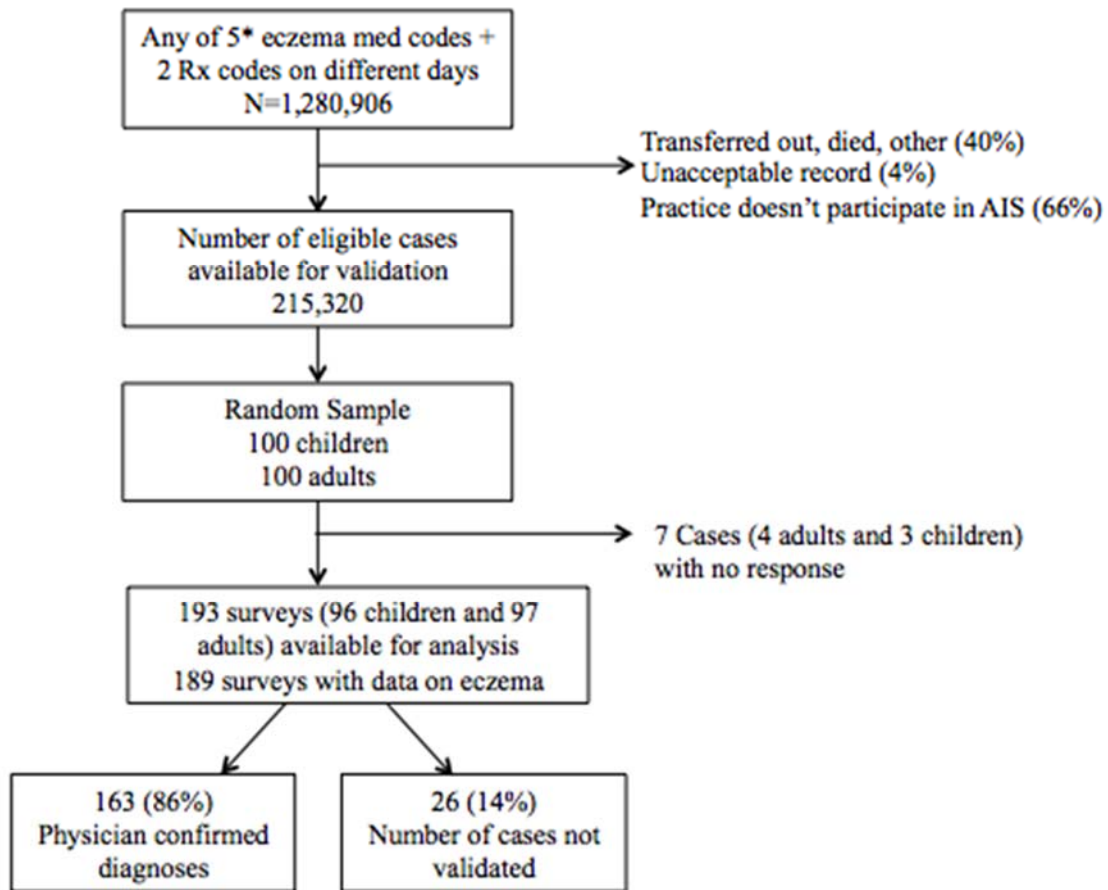 Any of 5* eczema med codes +
2 Rx codes on different days
N=1,280,906
Transferred out, died, other (40%)
Unacceptable record (4%)
Practice doesn't participate in AIS (66%)
Number of eligible cases
available for validation
215,320
Random Sample
100 children
100 adults
7 Cases (4 adults and 3 children)
with no response
193 surveys (96 children and 97
adults) available for analysis
189 surveys with data on eczema
163 (86%)
Physician confirmed
diagnoses
26 (14%)
Number of cases not
validated